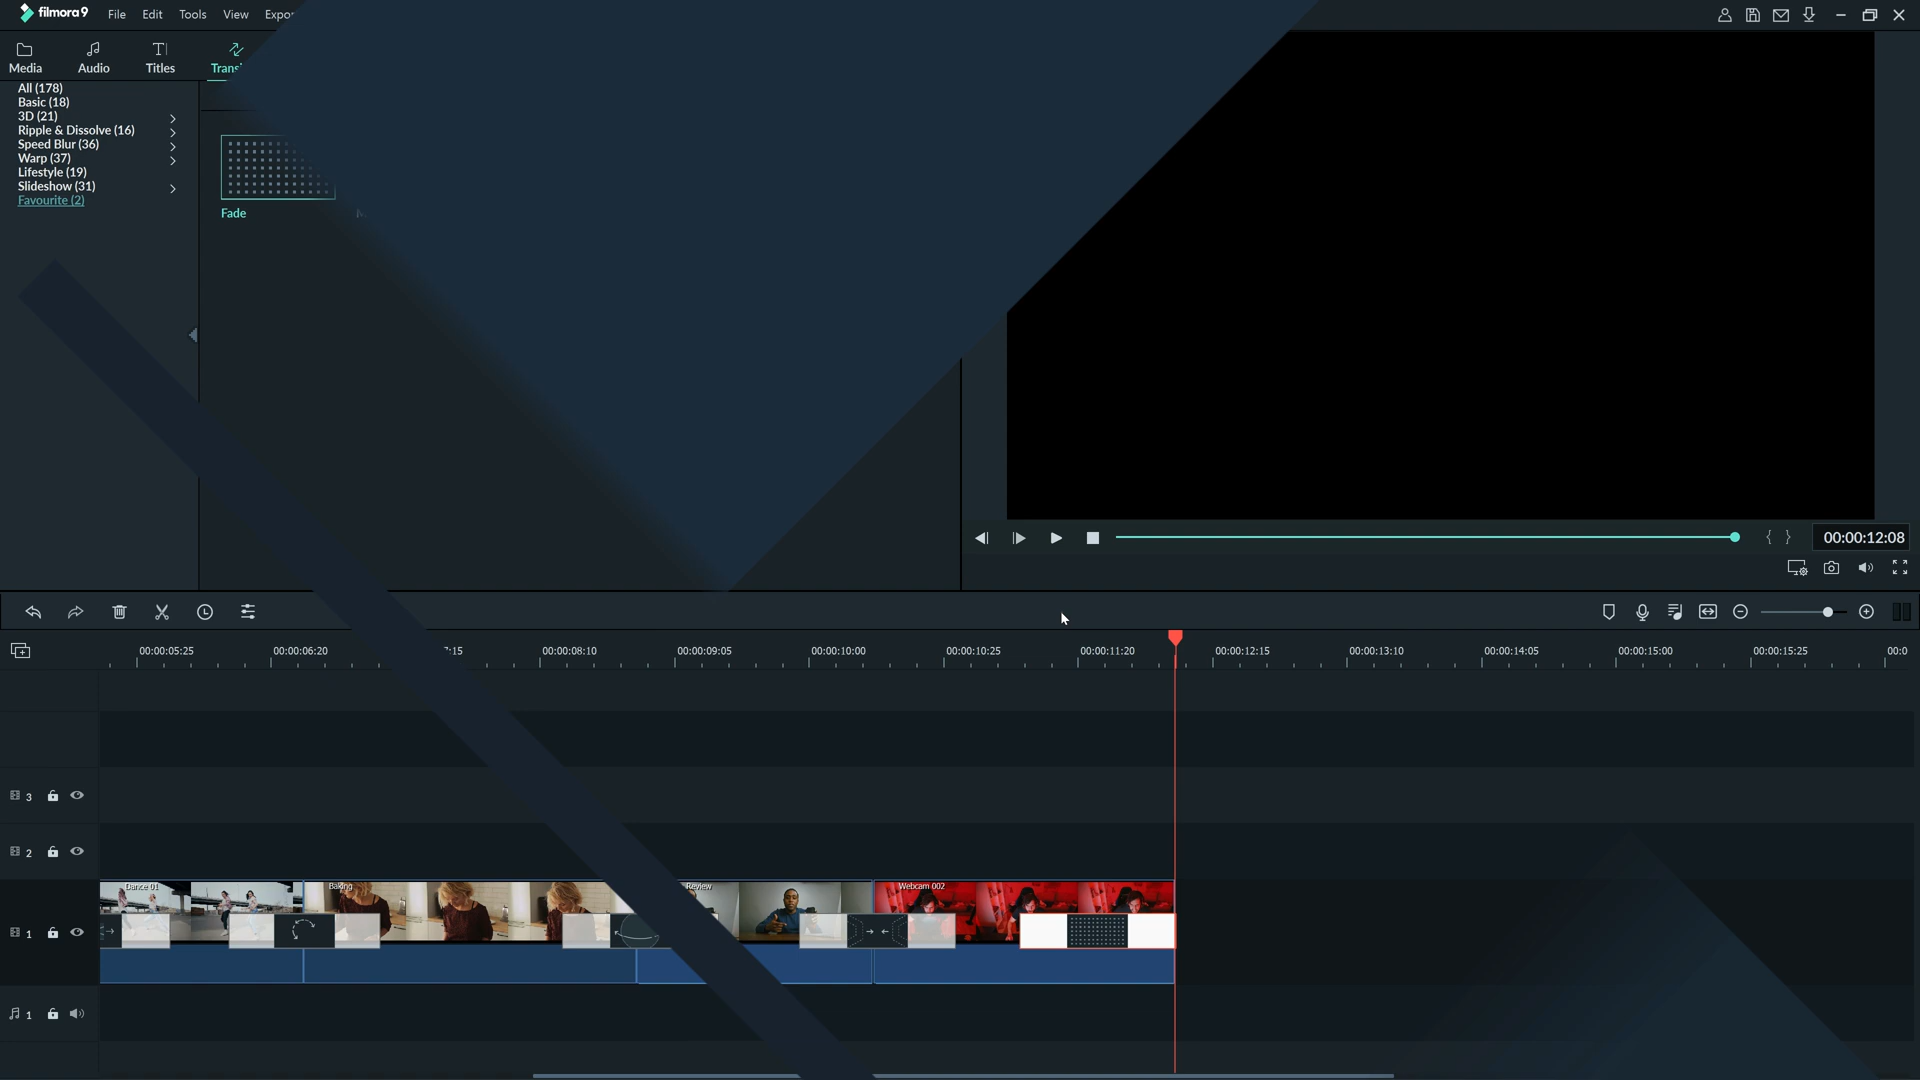 filmora9 File Edit Tools View
Media Audio Titles
All (178)
Basic (18)
3D (21)
Ripple & Dissolve (16)
Speed Blur (36)
Warp (37)
Lifestyle (19)
Slideshow (31)
Favourite (2)
Fade
00:00:12:08
00:00:05:25 00:00:06:20 :15 00:00:08:10 00:00:09:05 00:00:10:00 00:00:10:25 00:00:11:20 00:00:12:15 00:00:13:10 00:00:14:05 00:00:15:00 00:00:15:25 00:0
3
2
Dance 01 Baking Review Webcam 002
1
1